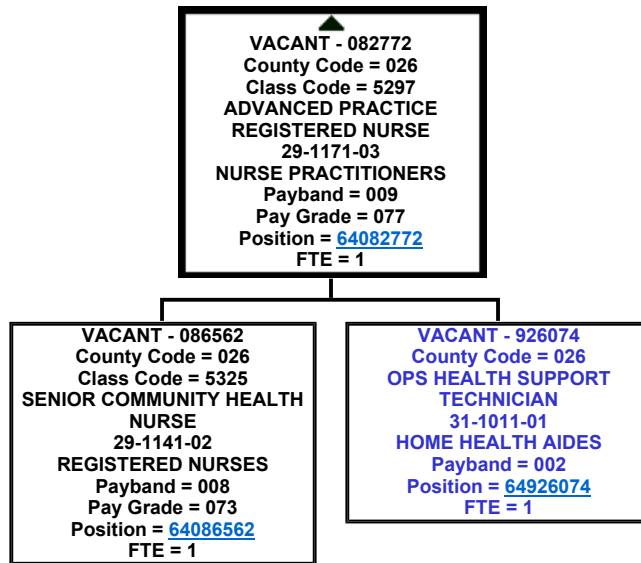 VACANT - 082772
County Code = 026
Class Code = 5297
ADVANCED PRACTICE
REGISTERED NURSE
29-1171-03
NURSE PRACTITIONERS
Payband = 009
Pay Grade = 077
Position = 64082772
FTE = 1
VACANT - 086562
County Code = 026
Class Code = 5325
SENIOR COMMUNITY HEALTH
NURSE
29-1141-02
REGISTERED NURSES
Payband = 008
Pay Grade = 073
Position = 64086562
FTE = 1
VACANT - 926074
County Code = 026
OPS HEALTH SUPPORT
TECHNICIAN
31-1011-01
HOME HEALTH AIDES
Payband = 002
Position = 64926074
FTE = 1